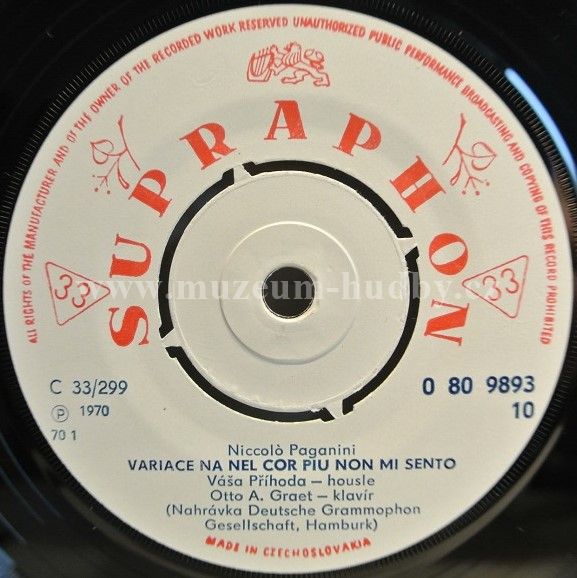 ALL RIGHTS OF THE MANUFACTURER AND OF THE OWNER OF THE RECORDED WORK RESERVED UNAUTHORIZED PUBLIC PERFORMANCE BROADCASTING AND COPYING OF THIS RECORD PROHIBITED
SUPRAPHON
33
33
www.muzeum-hudby.cz
C 33/299
Ⓟ 1970
70 1
0 80 9893
10
Niccolò Paganini
VARIACE NA NEL COR PIU NON MI SENTO
Váša Příhoda – housle
Otto A. Graet – klavír
(Nahrávka Deutsche Grammophon
Gesellschaft, Hamburk)
MADE IN CZECHOSLOVAKIA